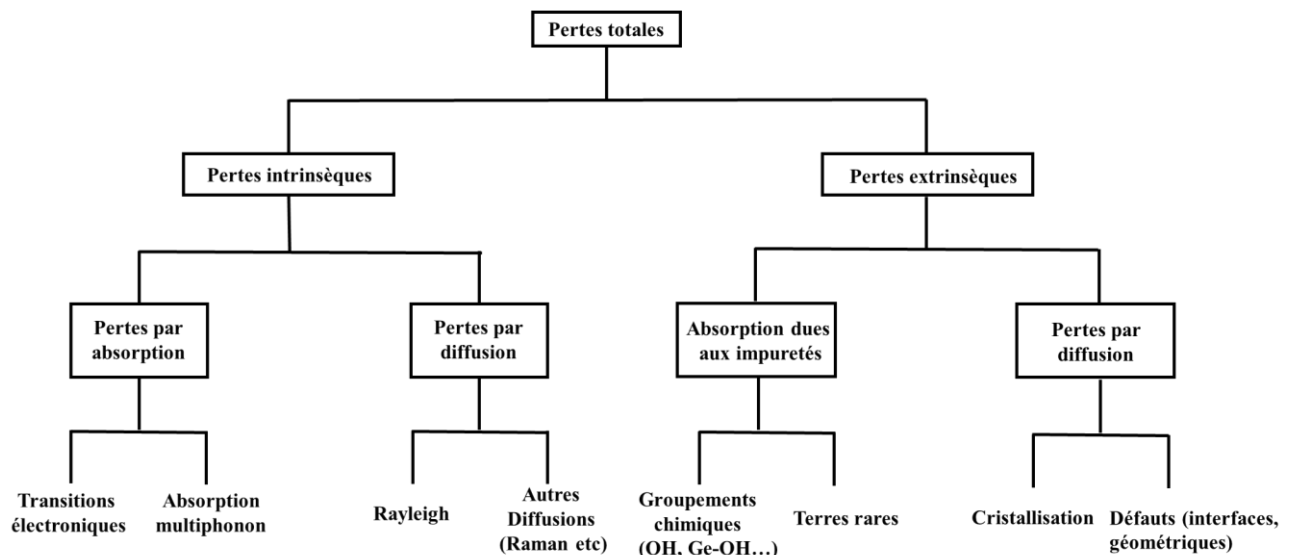 Pertes totales
Pertes intrinsèques
Pertes extrinsèques
Pertes par
absorption
Pertes par
diffusion
Absorption dues
aux impuretés
Pertes par
diffusion
Transitions
électroniques
Absorption
multiphonon
Rayleigh
Autres
Diffusions
(Raman etc)
Groupements
chimiques
(OH, Ge-OH…)
Terres rares
Cristallisation
Défauts (interfaces,
géométriques)